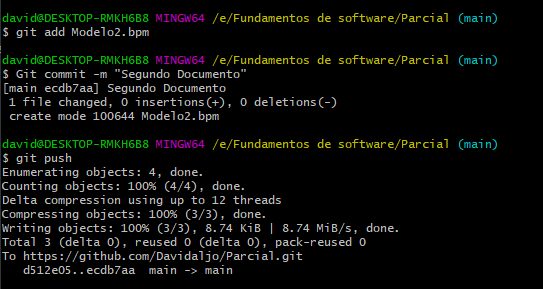 david@DESKTOP-RMKH6B8 MINGW64 /e/Fundamentos de software/Parcial (main)
$ git add Modelo2.bpm
david@DESKTOP-RMKH6B8 MINGW64 /e/Fundamentos de software/Parcial (main)
$ Git commit -m "Segundo Documento"
[main ecdb7aa] Segundo Documento
 1 file changed, 0 insertions(+), 0 deletions(-)
 create mode 100644 Modelo2.bpm
david@DESKTOP-RMKH6B8 MINGW64 /e/Fundamentos de software/Parcial (main)
$ git push
Enumerating objects: 4, done.
Counting objects: 100% (4/4), done.
Delta compression using up to 12 threads
Compressing objects: 100% (3/3), done.
Writing objects: 100% (3/3), 8.74 KiB | 8.74 MiB/s, done.
Total 3 (delta 0), reused 0 (delta 0), pack-reused 0
To https://github.com/Davidaljo/Parcial.git
   d512e05..ecdb7aa  main -> main